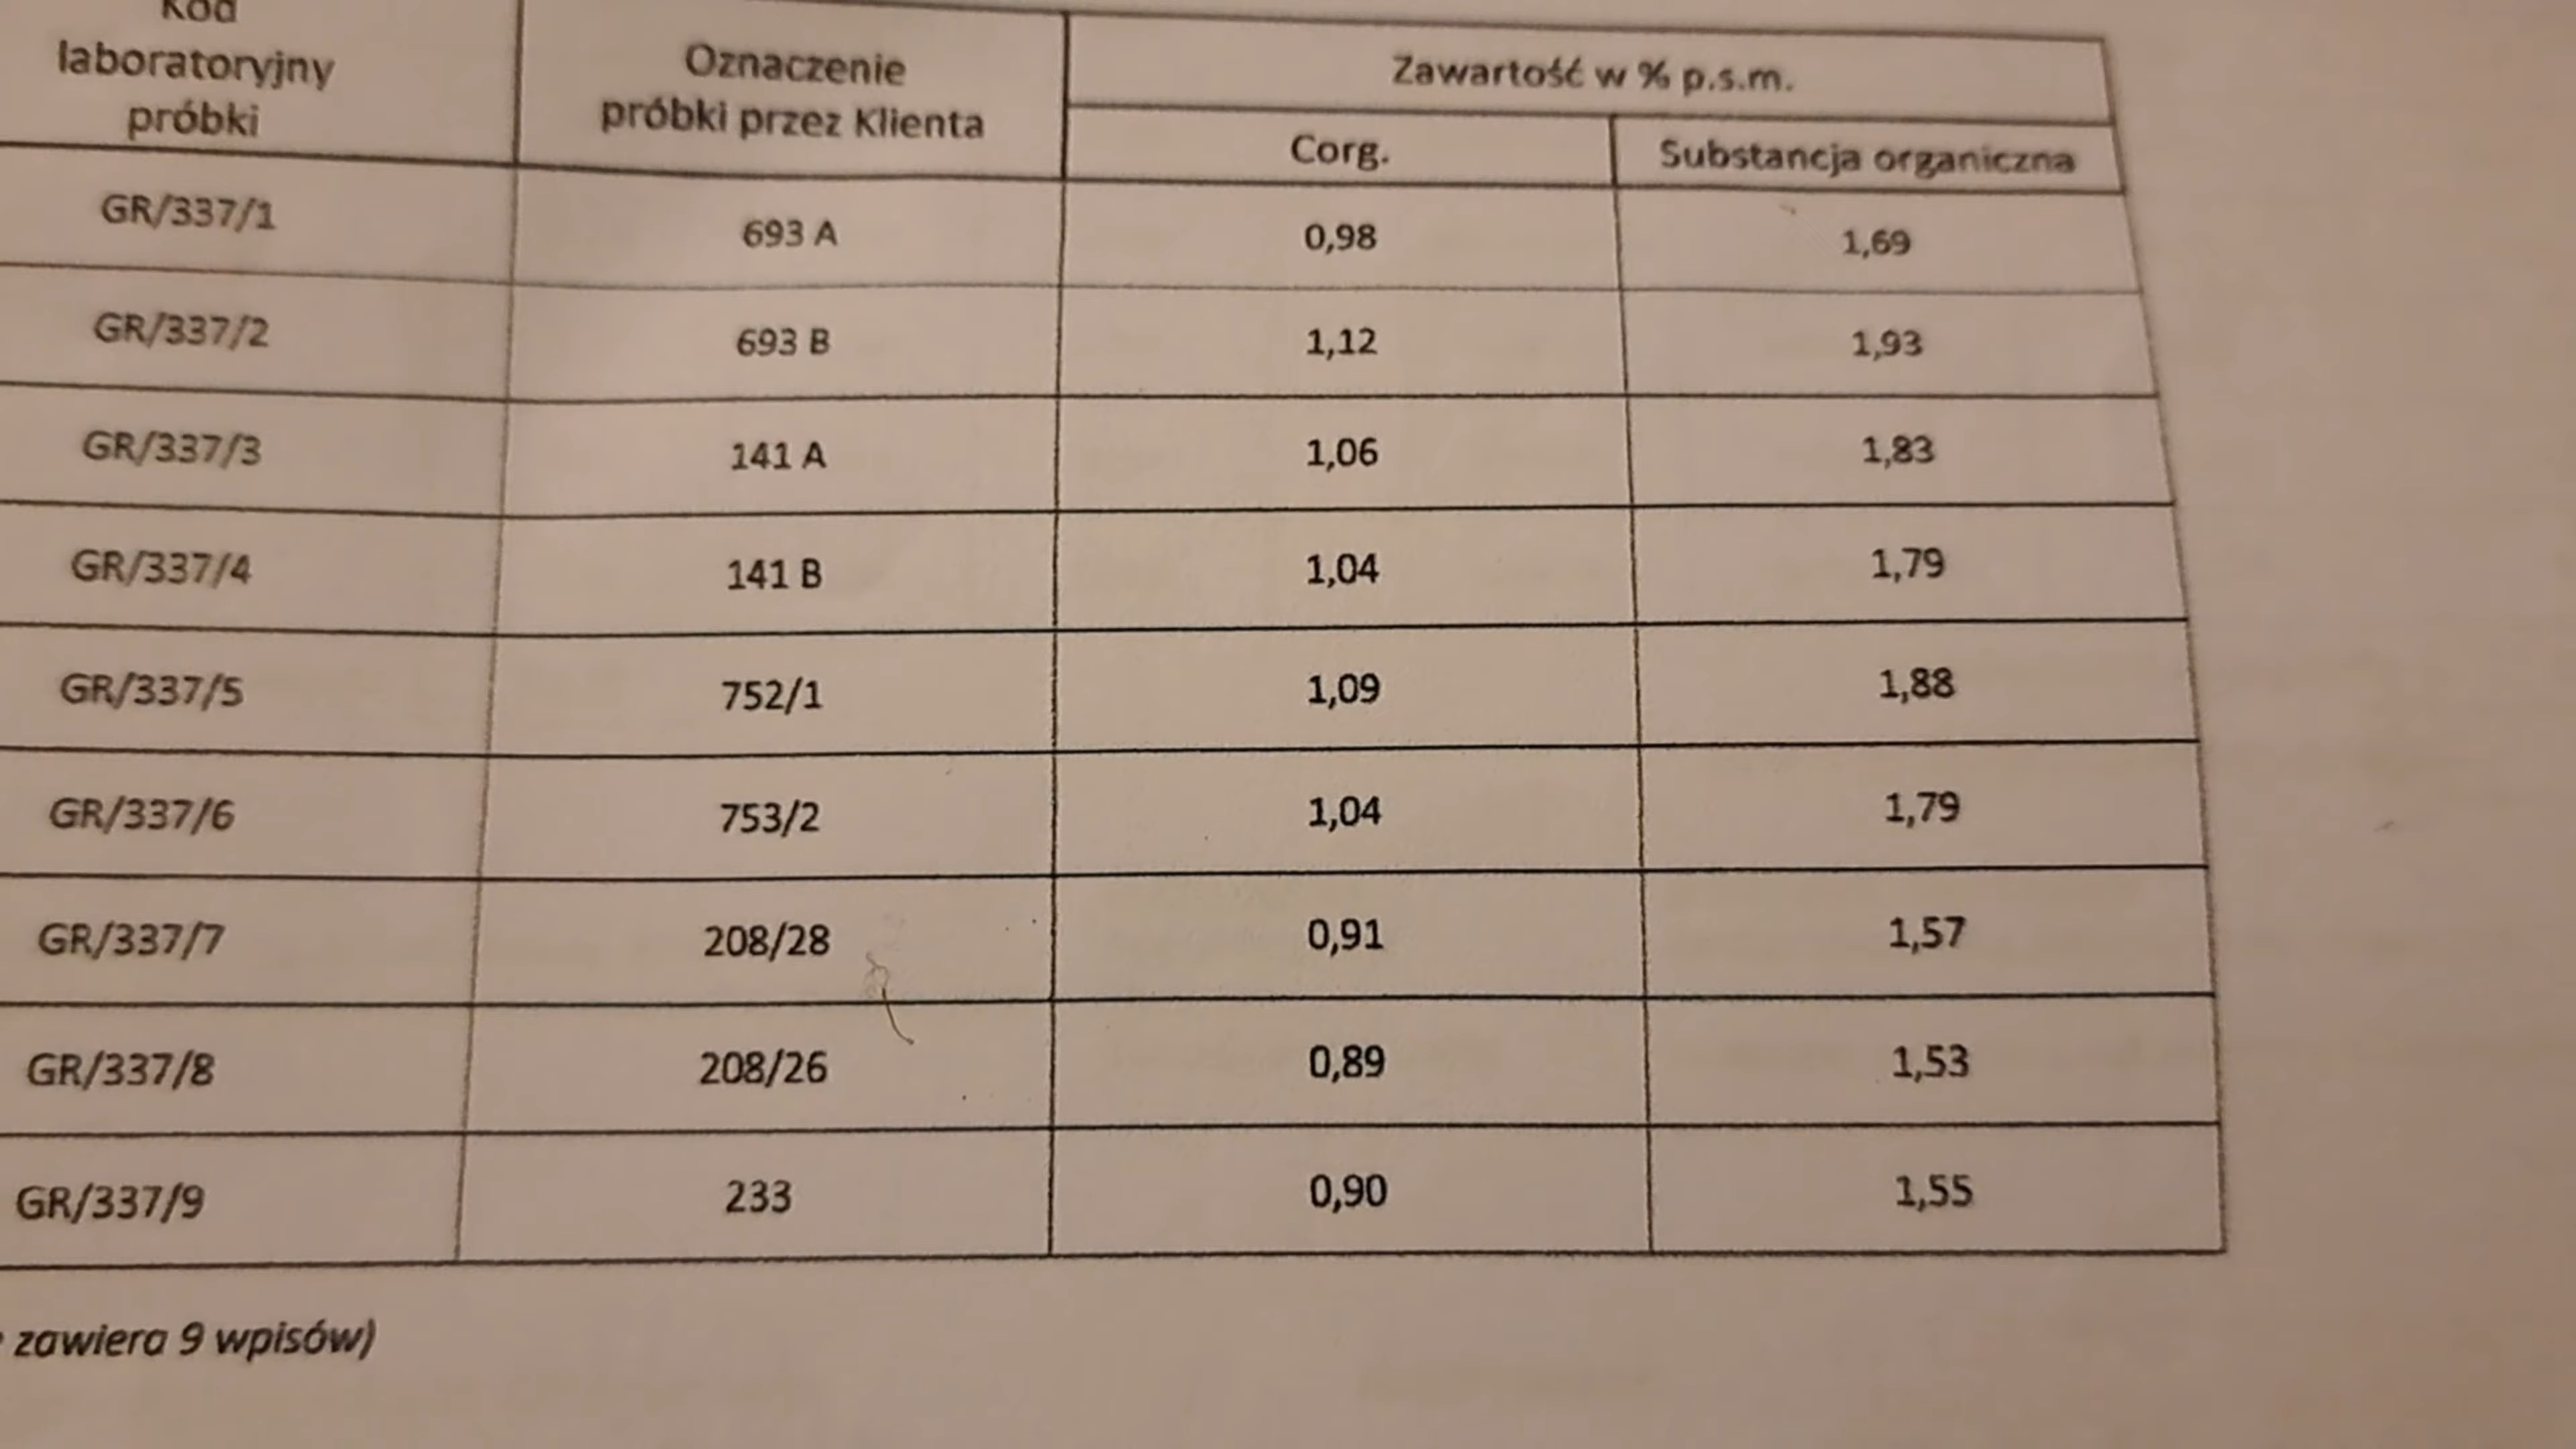 Kod
laboratoryjny
próbki
Oznaczenie
próbki przez Klienta
Zawartość w % p.s.m.
Corg.
Substancja organiczna
GR/337/1 693 A 0,98 1,69
GR/337/2 693 B 1,12 1,93
GR/337/3 141 A 1,06 1,83
GR/337/4 141 B 1,04 1,79
GR/337/5 752/1 1,09 1,88
GR/337/6 753/2 1,04 1,79
GR/337/7 208/28 0,91 1,57
GR/337/8 208/26 0,89 1,53
GR/337/9 233 0,90 1,55
zawiera 9 wpisów)